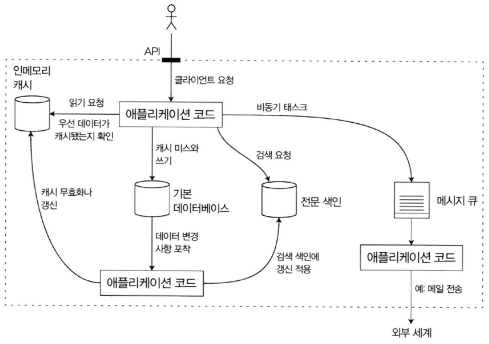 API
클라이언트 요청
인메모리
캐시
읽기 요청
애플리케이션 코드
비동기 태스크
우선 데이터가
캐시됐는지 확인
캐시 미스와
쓰기
검색 요청
캐시 무효화나
갱신
기본
데이터베이스
전문 색인
메시지 큐
데이터 변경
사항 포착
검색 색인에
갱신 적용
애플리케이션 코드
애플리케이션 코드
예: 메일 전송
외부 세계